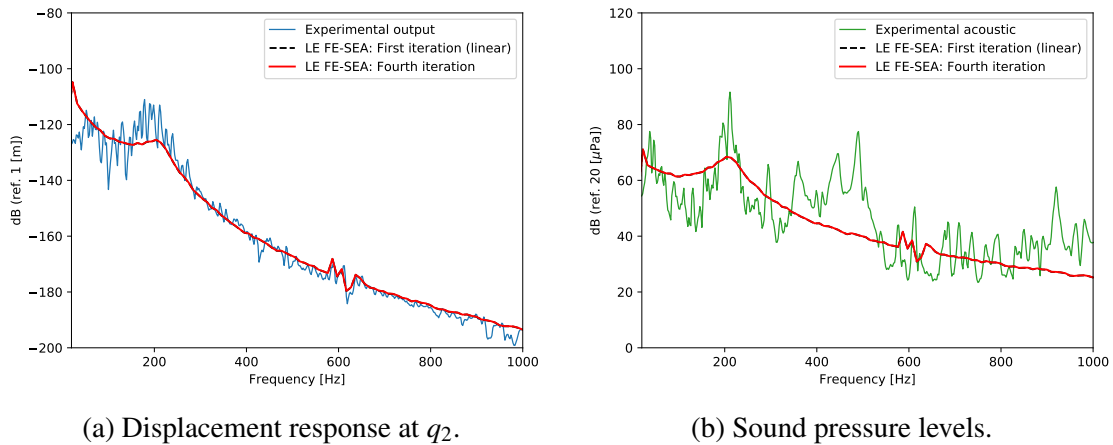 −80
−100
−120
−140
−160
−180
−200
dB (ref. 1 [m])
200
400
600
800
1000
Frequency [Hz]
Experimental output
LE FE-SEA: First iteration (linear)
LE FE-SEA: Fourth iteration
(a) Displacement response at q₂.
120
100
80
60
40
20
0
dB (ref. 20 [μPa])
200
400
600
800
1000
Frequency [Hz]
Experimental acoustic
LE FE-SEA: First iteration (linear)
LE FE-SEA: Fourth iteration
(b) Sound pressure levels.